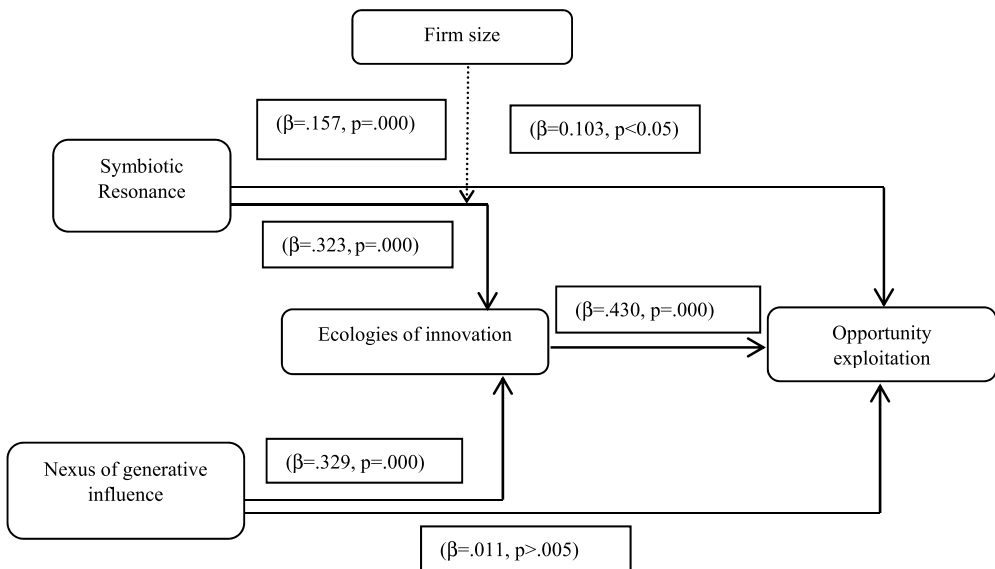 Firm size
(β=.157, p=.000)
(β=0.103, p<0.05)
Symbiotic
Resonance
(β=.323, p=.000)
(β=.430, p=.000)
Ecologies of innovation
Opportunity
exploitation
(β=.329, p=.000)
Nexus of generative
influence
(β=.011, p>.005)